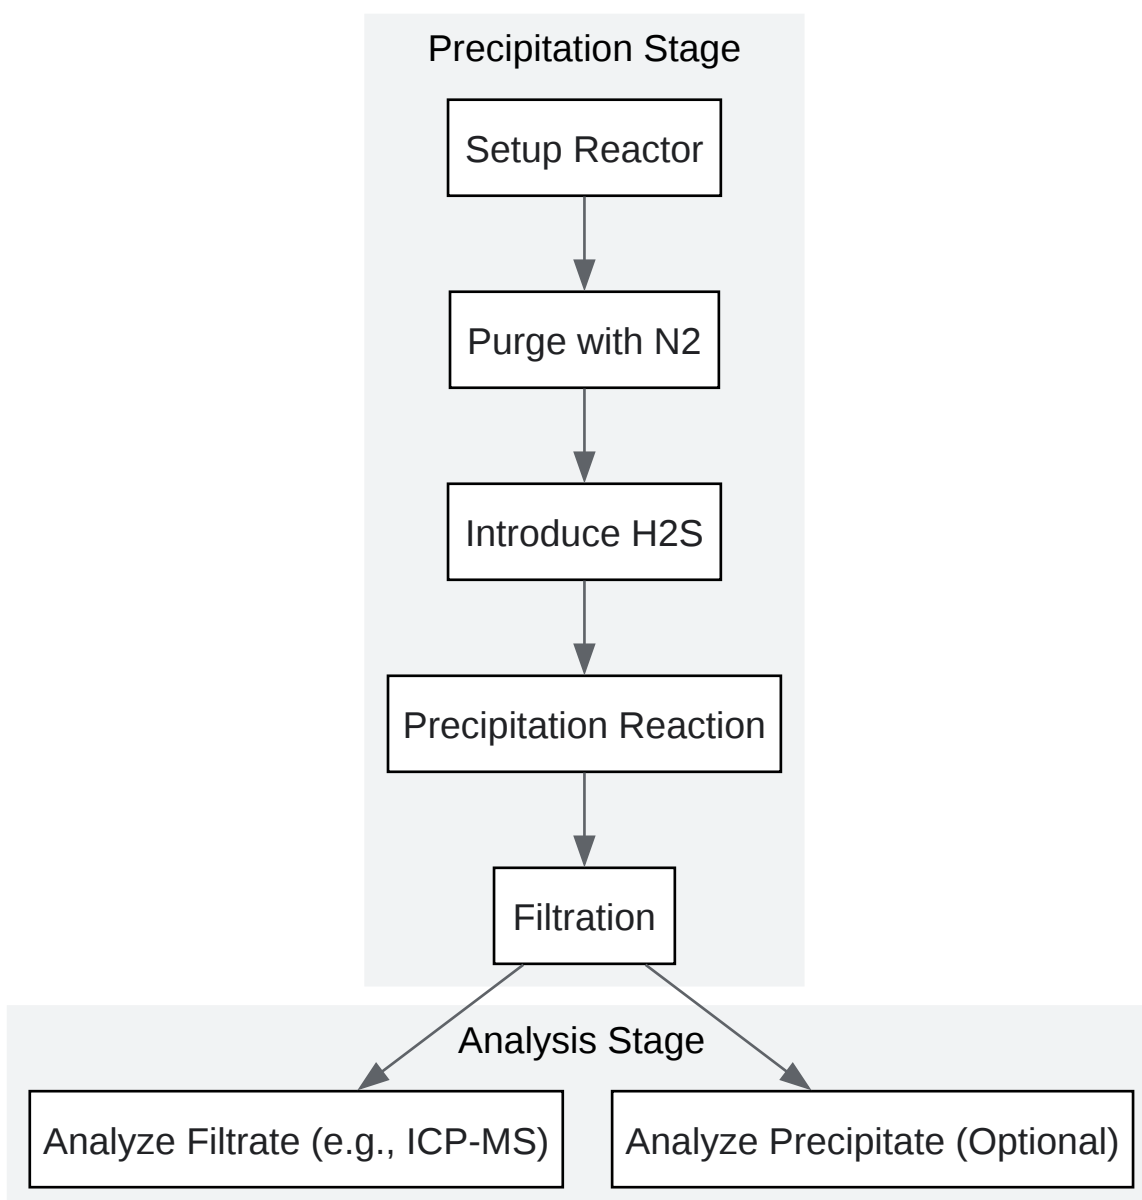 Precipitation Stage
Setup Reactor
Purge with N2
Introduce H2S
Precipitation Reaction
Filtration
Analysis Stage
Analyze Filtrate (e.g., ICP-MS)
Analyze Precipitate (Optional)